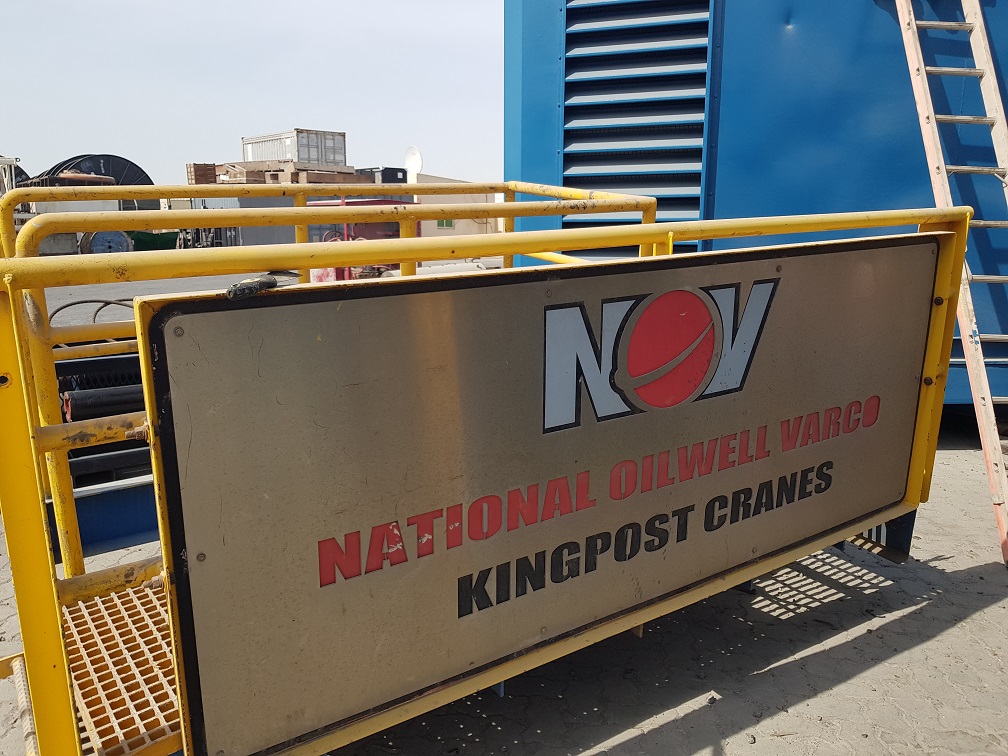 NOV
NATIONAL OILWELL VARCO
KINGPOST CRANES